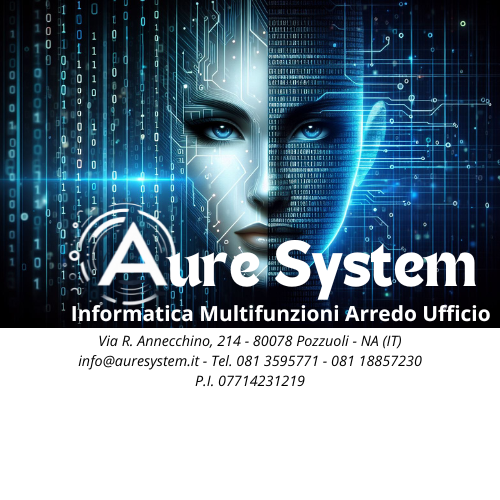 Aure System
Informatica Multifunzioni Arredo Ufficio
Via R. Annecchino, 214 - 80078 Pozzuoli - NA (IT)
info@auresystem.it - Tel. 081 3595771 - 081 18857230
P.I. 07714231219